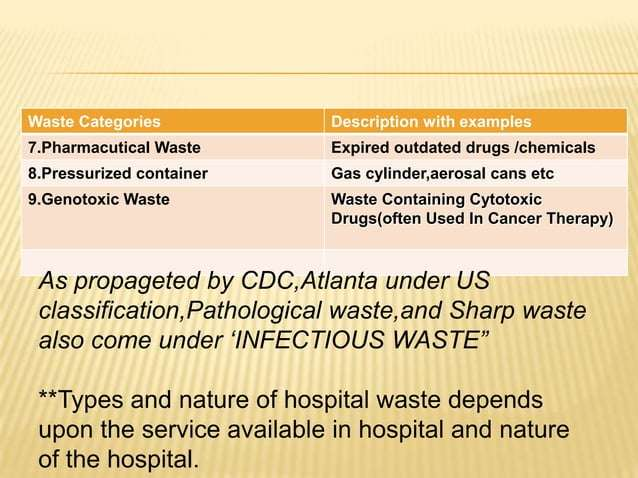 Waste Categories Description with examples
7.Pharmacutical Waste Expired outdated drugs /chemicals
8.Pressurized container Gas cylinder,aerosal cans etc
9.Genotoxic Waste Waste Containing Cytotoxic
Drugs(often Used In Cancer Therapy)
As propageted by CDC,Atlanta under US
classification,Pathological waste,and Sharp waste
also come under ‘INFECTIOUS WASTE”
**Types and nature of hospital waste depends
upon the service available in hospital and nature
of the hospital.